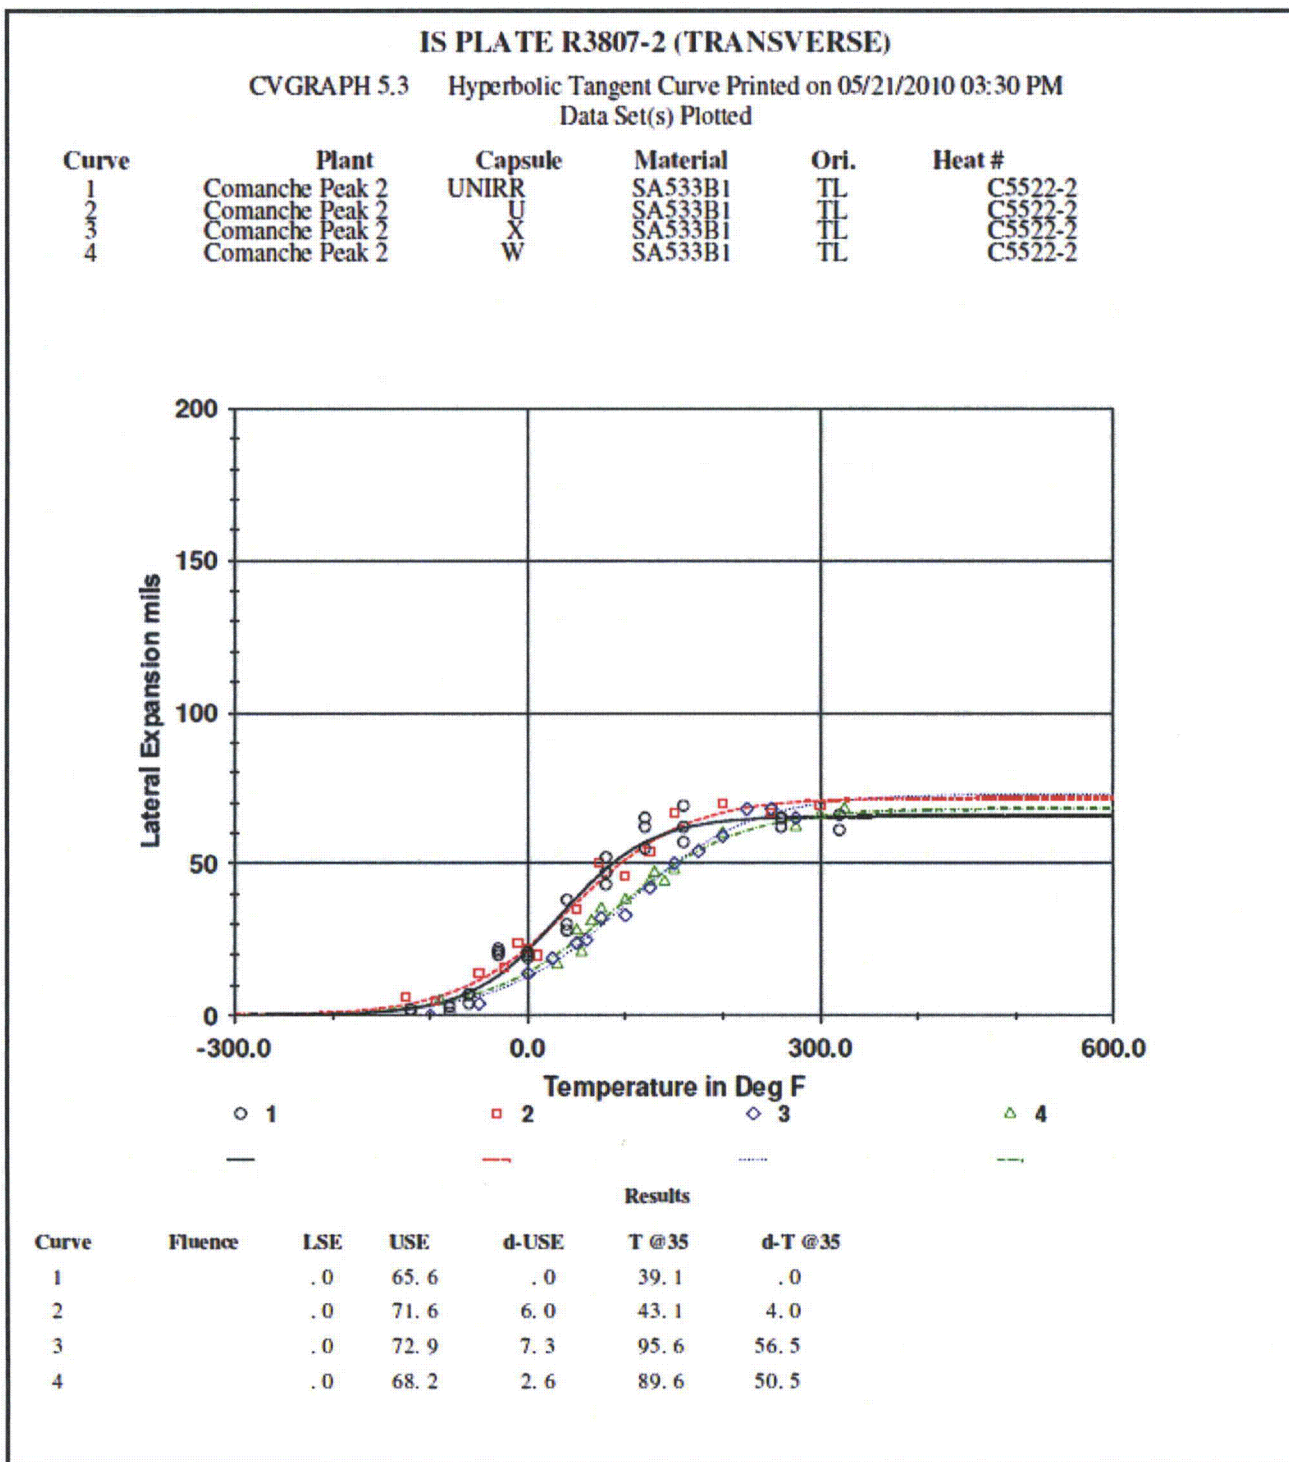 IS PLATE R3807-2 (TRANSVERSE)
CVGRAPH 5.3 Hyperbolic Tangent Curve Printed on 05/21/2010 03:30 PM
Data Set(s) Plotted
Curve Plant Capsule Material Ori. Heat #
1 Comanche Peak 2 UNIRR SA533B1 TL C5522-2
2 Comanche Peak 2 U SA533B1 TL C5522-2
3 Comanche Peak 2 X SA533B1 TL C5522-2
4 Comanche Peak 2 W SA533B1 TL C5522-2
200
150
100
50
0
Lateral Expansion mils
-300.0 0.0 300.0 600.0
Temperature in Deg F
1 2 3 4
Results
Curve Fluence LSE USE d-USE T @35 d-T @35
1 .0 65.6 .0 39.1 .0
2 .0 71.6 6.0 43.1 4.0
3 .0 72.9 7.3 95.6 56.5
4 .0 68.2 2.6 89.6 50.5